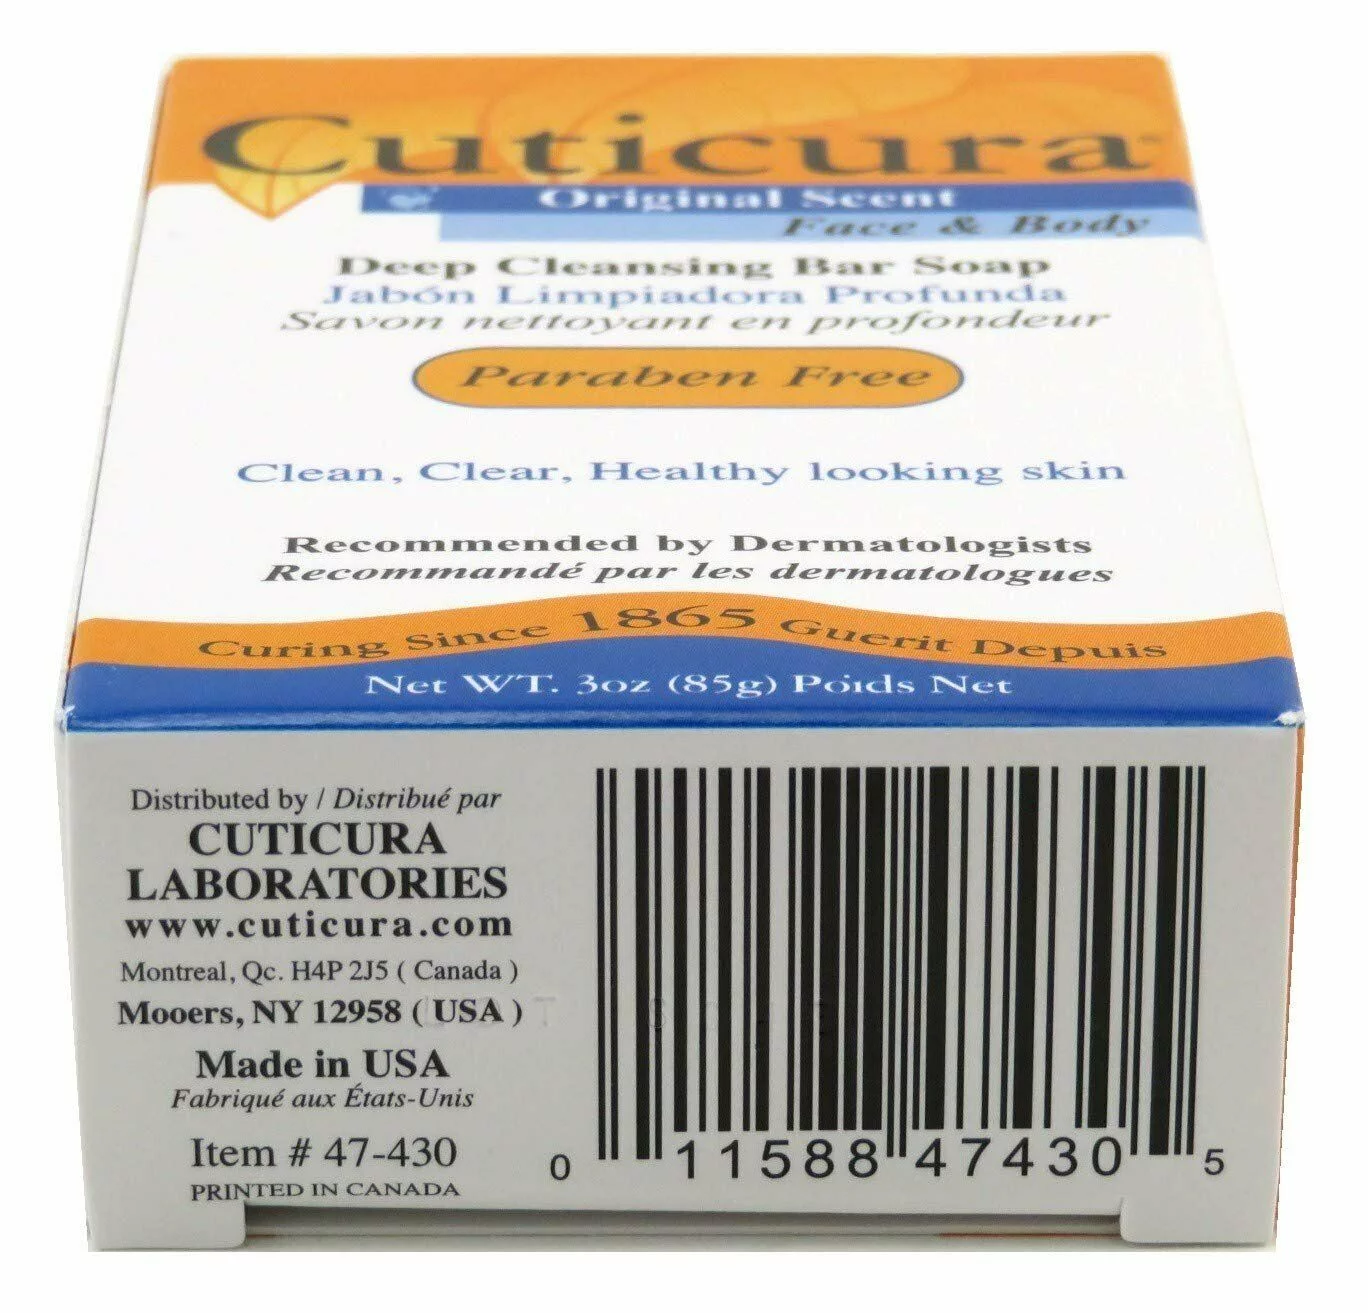 Cuticura
Original Scent
Face & Body
Deep Cleansing Bar Soap
Jabón Limpiadora Profunda
Savon nettoyant en profondeur
Paraben Free
Clean, Clear, Healthy looking skin
Recommended by Dermatologists
Recommandé par les dermatologues
Curing Since 1865 Guerit Depuis
Net WT. 3oz (85g) Poids Net
Distributed by / Distribué par
CUTICURA
LABORATORIES
www.cuticura.com
Montreal, Qc. H4P 2J5 ( Canada )
Mooers, NY 12958 ( USA )
Made in USA
Fabriqué aux États-Unis
Item # 47-430
PRINTED IN CANADA
0 11588 47430 5